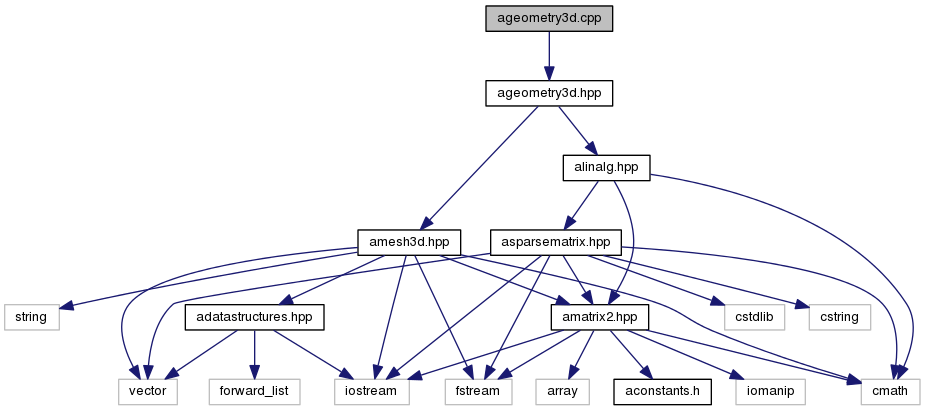 ageometry3d.cpp
ageometry3d.hpp
alinalg.hpp
amesh3d.hpp
asparsematrix.hpp
string
adatastructures.hpp
amatrix2.hpp
cstdlib
cstring
vector
forward_list
iostream
fstream
array
aconstants.h
iomanip
cmath